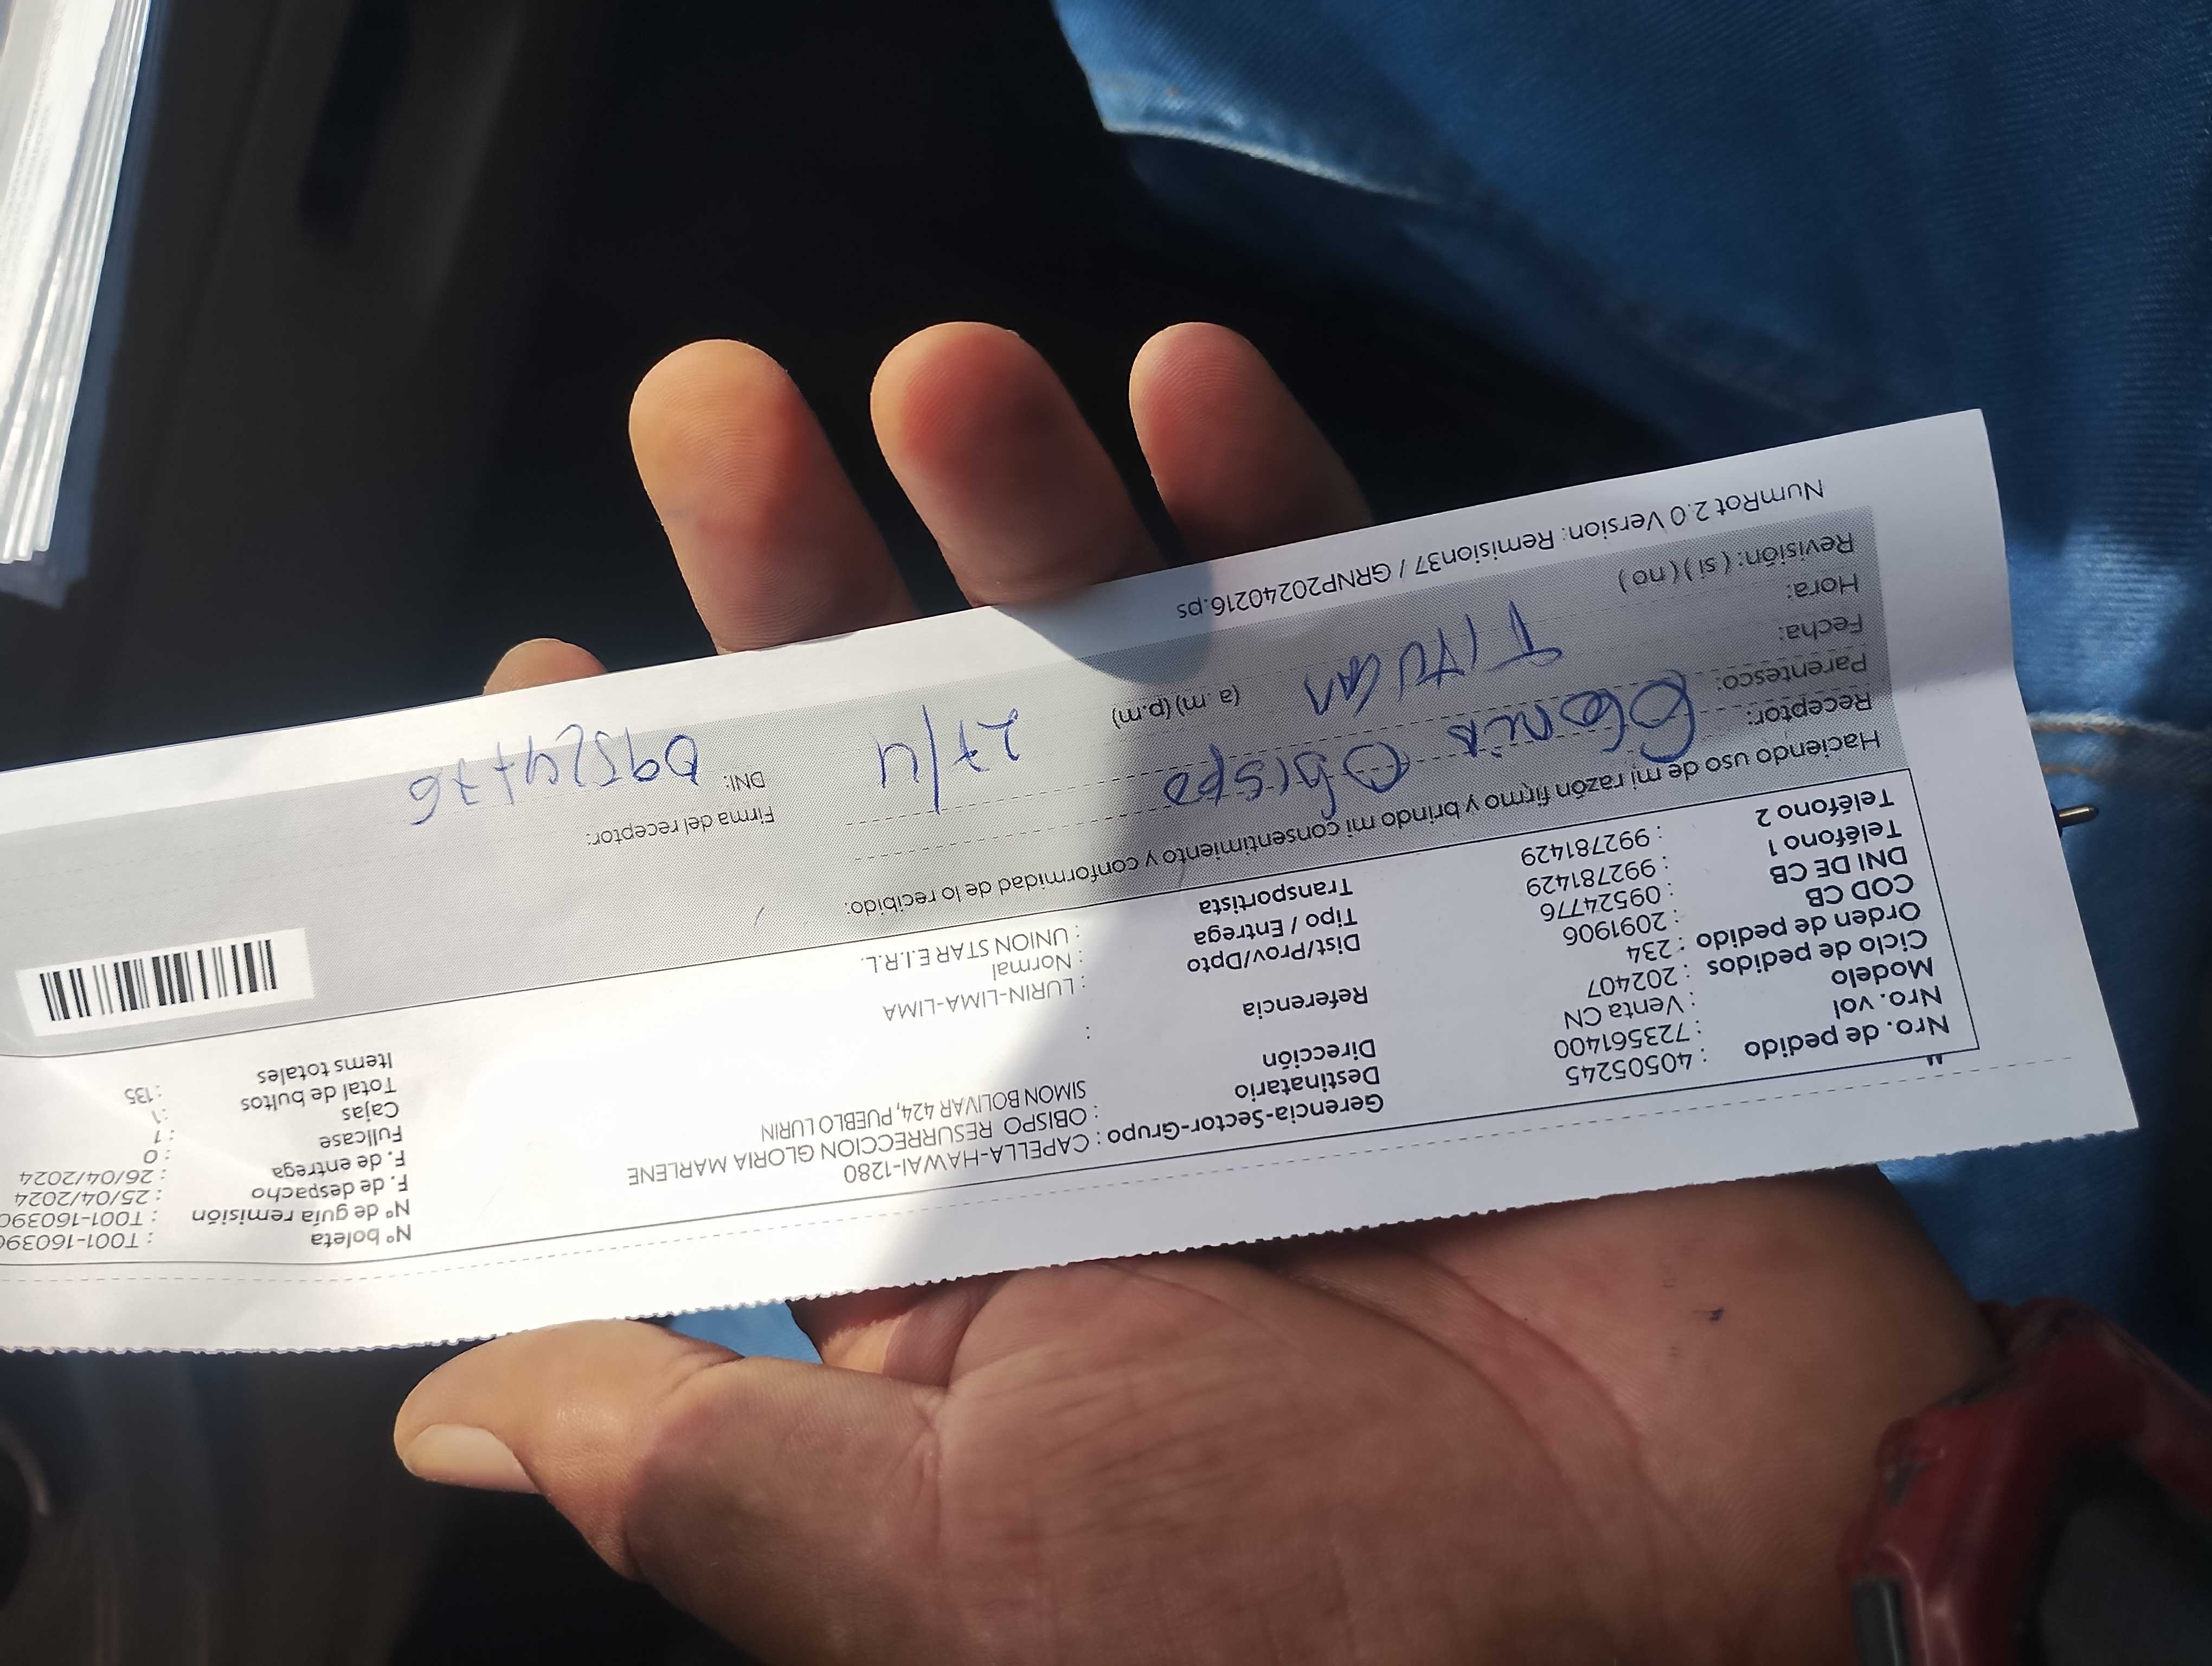 Nro. de pedido : 40505245
Nro. vol : 723561400
Modelo : Venta CN
Ciclo de pedidos : 202407
Orden de pedido : 234
COD CB : 2091906
DNI DE CB : 09524776
Teléfono 1 : 992781429
Teléfono 2 : 992781429
Gerencia-Sector-Grupo : CAPELLA-HAWAI-1280
Destinatario : OBISPO RESURRECCION GLORIA MARLENE
Dirección : SIMON BOLIVAR 424, PUEBLO LURIN
Referencia :
Dist/Prov/Dpto : LURIN-LIMA-LIMA
Tipo / Entrega : Normal
Transportista : UNION STAR E.I.R.L.
N° boleta : T001-160390
N° de guía remisión : T001-160390
F. de despacho : 25/04/2024
F. de entrega : 26/04/2024
Fullcase : 0
Cajas : 1
Total de bultos : 1
Items totales : 135
Haciendo uso de mi razón firmo y brindo mi consentimiento y conformidad de lo recibido:
Receptor: Gloria Obispo
Parentesco: TITULAR
Fecha: 27/4
Hora: (a.m) (p.m)
Revisión: ( si ) ( no )
Firma del receptor:
DNI: 09524776
NumRot 2.0 Version: Remision37 / GRNP20240216.ps